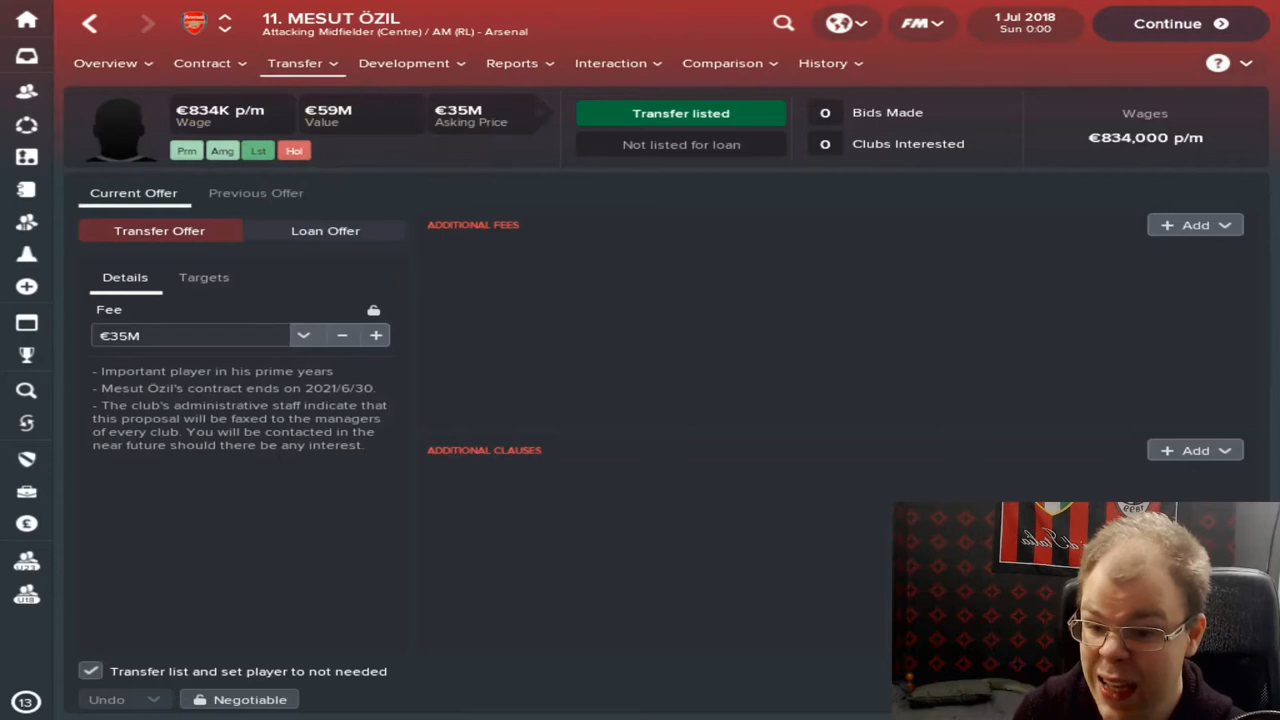 11. MESUT ÖZIL
Attacking Midfielder (Centre) / AM (RL) - Arsenal
FM
1 Jul 2018
Sun 0:00
Continue
Overview
Contract
Transfer
Development
Reports
Interaction
Comparison
History
?
€834K p/m
Wage
€59M
Value
€35M
Asking Price
Prm
Amg
Lst
Hol
Transfer listed
Not listed for loan
0 Bids Made
0 Clubs Interested
Wages
€834,000 p/m
Current Offer
Previous Offer
Transfer Offer
Loan Offer
Details
Targets
Fee
€35M
- Important player in his prime years
- Mesut Özil's contract ends on 2021/6/30.
- The club's administrative staff indicate that
this proposal will be faxed to the managers
of every club. You will be contacted in the
near future should there be any interest.
ADDITIONAL FEES
+ Add
ADDITIONAL CLAUSES
+ Add
Transfer list and set player to not needed
Undo
Negotiable
U23
U18
13